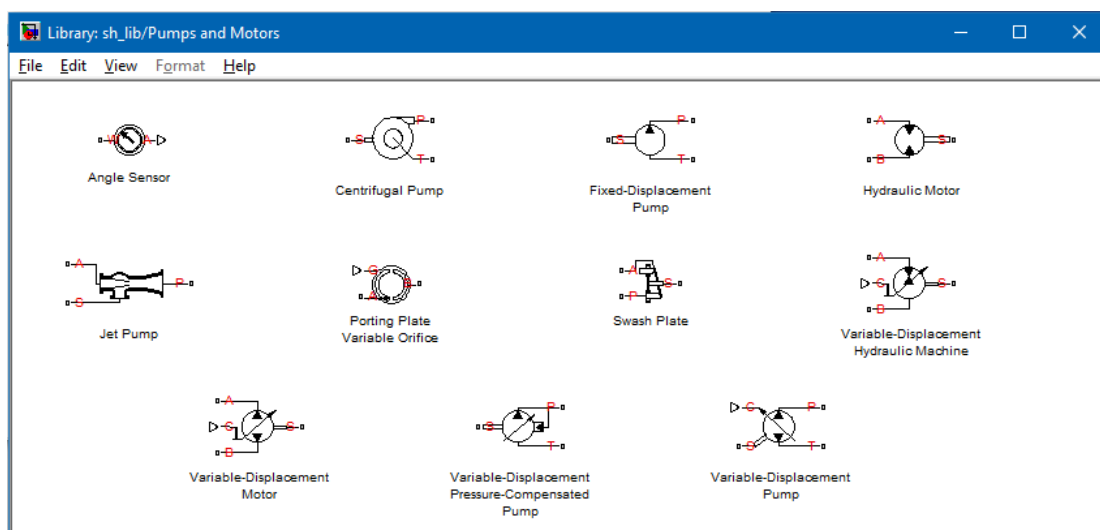 Library: sh_lib/Pumps and Motors
File Edit View Format Help
W A
Angle Sensor
S P T
Centrifugal Pump
S P T
Fixed-Displacement
Pump
A B S
Hydraulic Motor
A S P
Jet Pump
C A B
Porting Plate
Variable Orifice
A P S
Swash Plate
A C B S
Variable-Displacement
Hydraulic Machine
A C B S
Variable-Displacement
Motor
S P T
Variable-Displacement
Pressure-Compensated
Pump
C S P T
Variable-Displacement
Pump